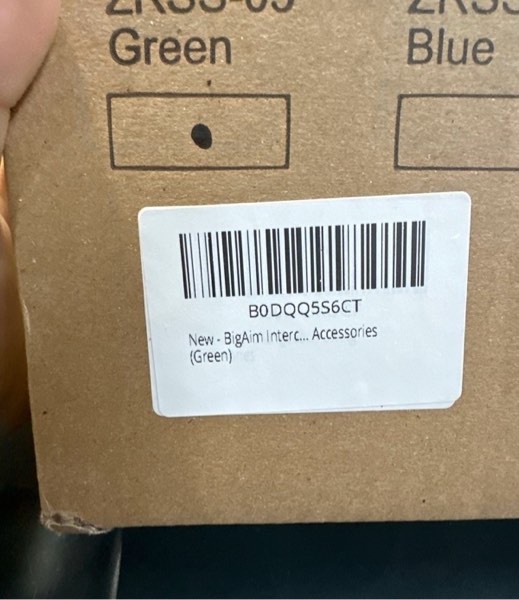 Green
Blue
B0DQQ5S6CT
New - BigAim Interc... Accessories
(Green)